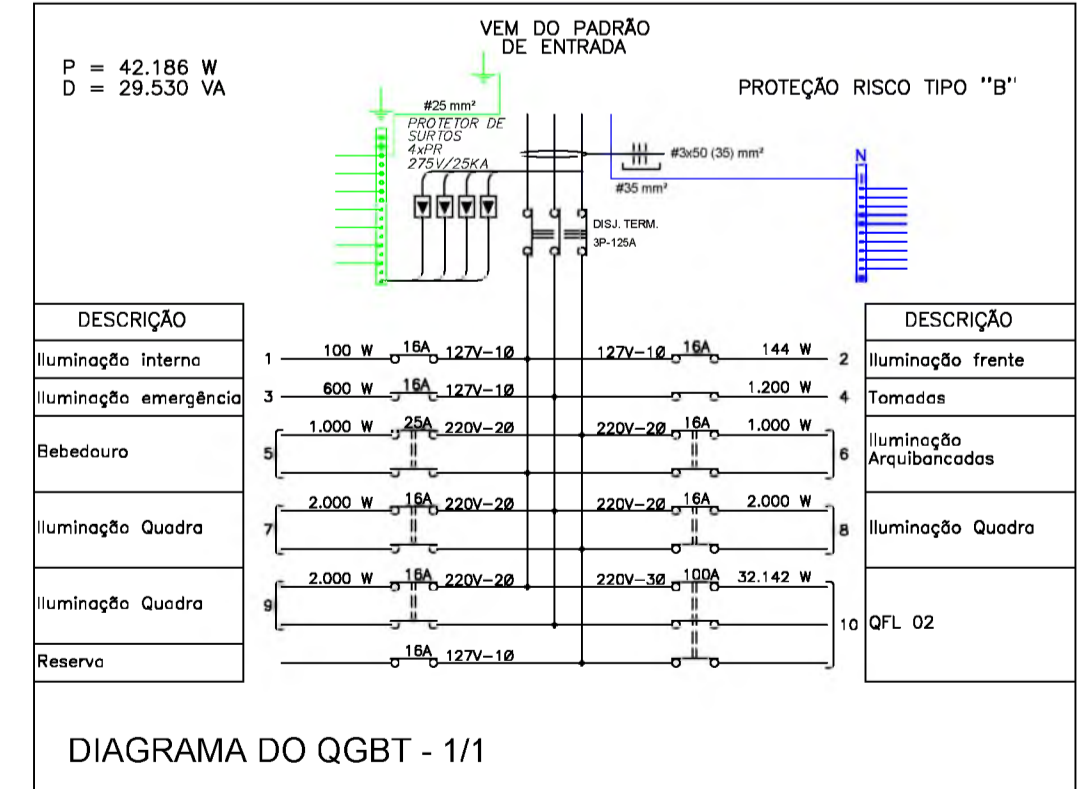 VEM DO PADRÃO
DE ENTRADA
P = 42.186 W
D = 29.530 VA
PROTEÇÃO RISCO TIPO "B"
#25 mm²
PROTETOR DE
SURTOS
4xPR
275V/25KA
#3x50 (35) mm²
#35 mm²
N
DISJ. TERM.
3P-125A
DESCRIÇÃO
DESCRIÇÃO
Iluminação interna 1 100 W 16A 127V-1Ø
127V-1Ø 16A 144 W 2 Iluminação frente
Iluminação emergência 3 600 W 16A 127V-1Ø
1.200 W 4 Tomadas
Bebedouro 5 1.000 W 25A 220V-2Ø
220V-2Ø 16A 1.000 W 6 Iluminação
Arquibancadas
Iluminação Quadra 7 2.000 W 16A 220V-2Ø
220V-2Ø 16A 2.000 W 8 Iluminação Quadra
Iluminação Quadra 9 2.000 W 16A 220V-2Ø
220V-3Ø 100A 32.142 W 10 QFL 02
Reserva 16A 127V-1Ø
DIAGRAMA DO QGBT - 1/1